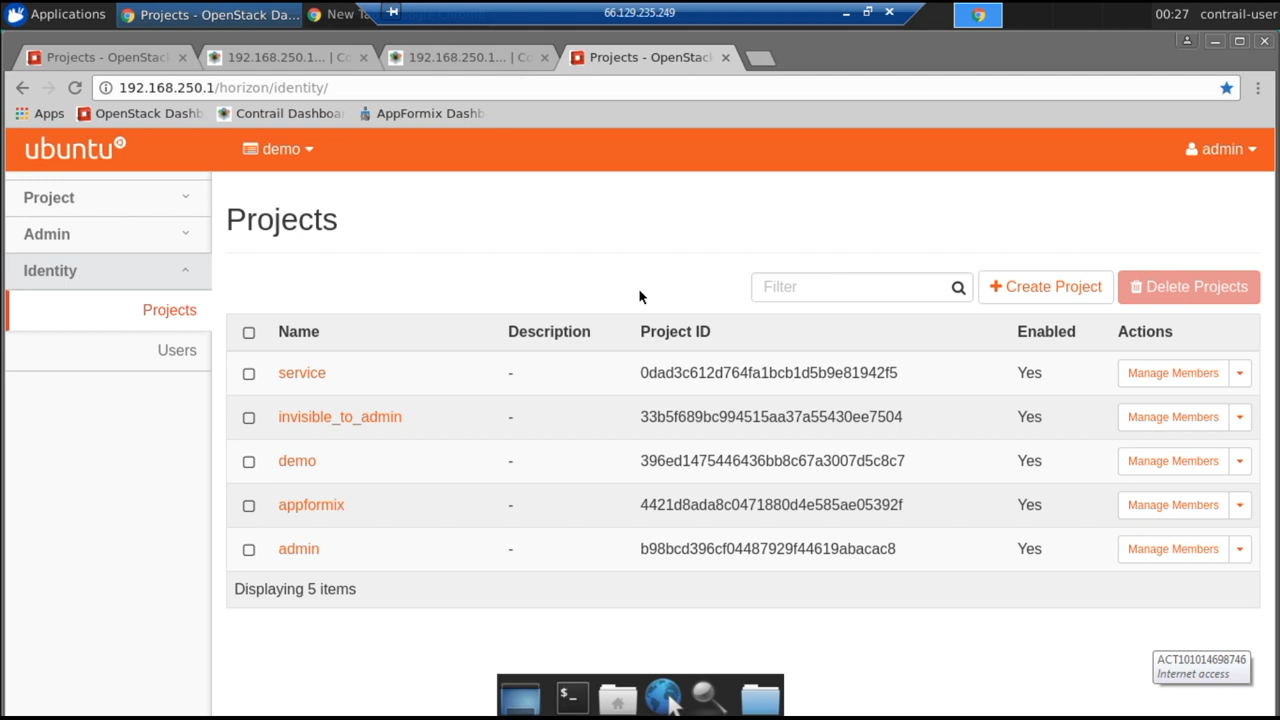 Applications
Projects - OpenStack Da...
New Ta
66.129.235.249
00:27 contrail-user
Projects - OpenStac
192.168.250.1... | Co
192.168.250.1... | Co
Projects - OpenStac
192.168.250.1/horizon/identity/
Apps
OpenStack Dashb
Contrail Dashboa
AppFormix Dashb
ubuntu
demo
admin
Project
Admin
Identity
Projects
Users
Projects
Filter
Create Project
Delete Projects
Name Description Project ID Enabled Actions
service - 0dad3c612d764fa1bcb1d5b9e81942f5 Yes Manage Members
invisible_to_admin - 33b5f689bc994515aa37a55430ee7504 Yes Manage Members
demo - 396ed1475446436bb8c67a3007d5c8c7 Yes Manage Members
appformix - 4421d8ada8c0471880d4e585ae05392f Yes Manage Members
admin - b98bcd396cf04487929f44619abacac8 Yes Manage Members
Displaying 5 items
ACT101014698746
Internet access